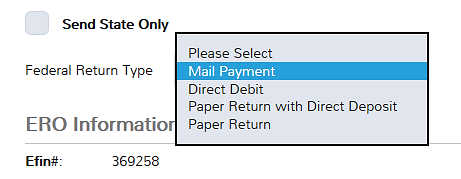 Send State Only
Please Select
Federal Return Type
Mail Payment
Direct Debit
Paper Return with Direct Deposit
Paper Return
ERO Information
Efin#: 369258